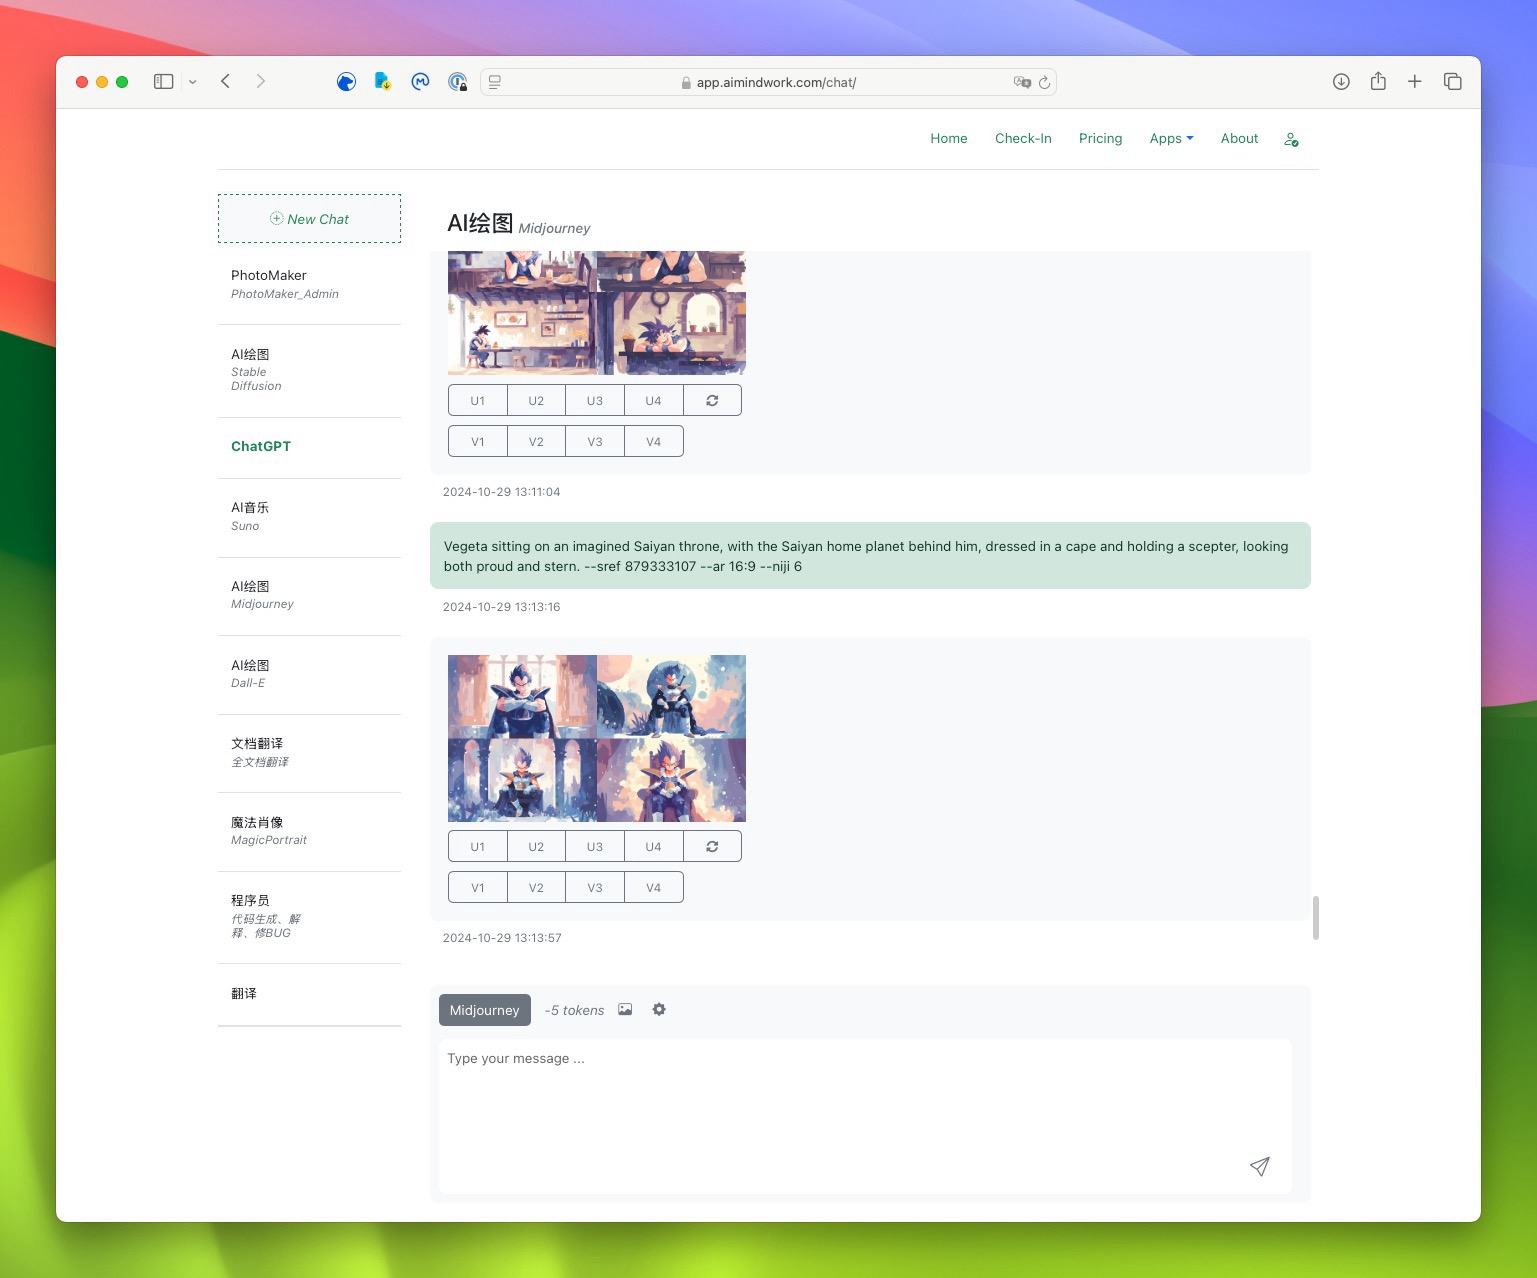 app.aimindwork.com/chat/
Home
Check-In
Pricing
Apps
About
New Chat
PhotoMaker
PhotoMaker_Admin
AI绘图
Stable
Diffusion
ChatGPT
AI音乐
Suno
AI绘图
Midjourney
AI绘图
Dall-E
文档翻译
全文档翻译
魔法肖像
MagicPortrait
程序员
代码生成、解
释、修BUG
翻译
AI绘图 Midjourney
U1
U2
U3
U4
V1
V2
V3
V4
2024-10-29 13:11:04
Vegeta sitting on an imagined Saiyan throne, with the Saiyan home planet behind him, dressed in a cape and holding a scepter, looking
both proud and stern. --sref 879333107 --ar 16:9 --niji 6
2024-10-29 13:13:16
U1
U2
U3
U4
V1
V2
V3
V4
2024-10-29 13:13:57
Midjourney
-5 tokens
Type your message ...